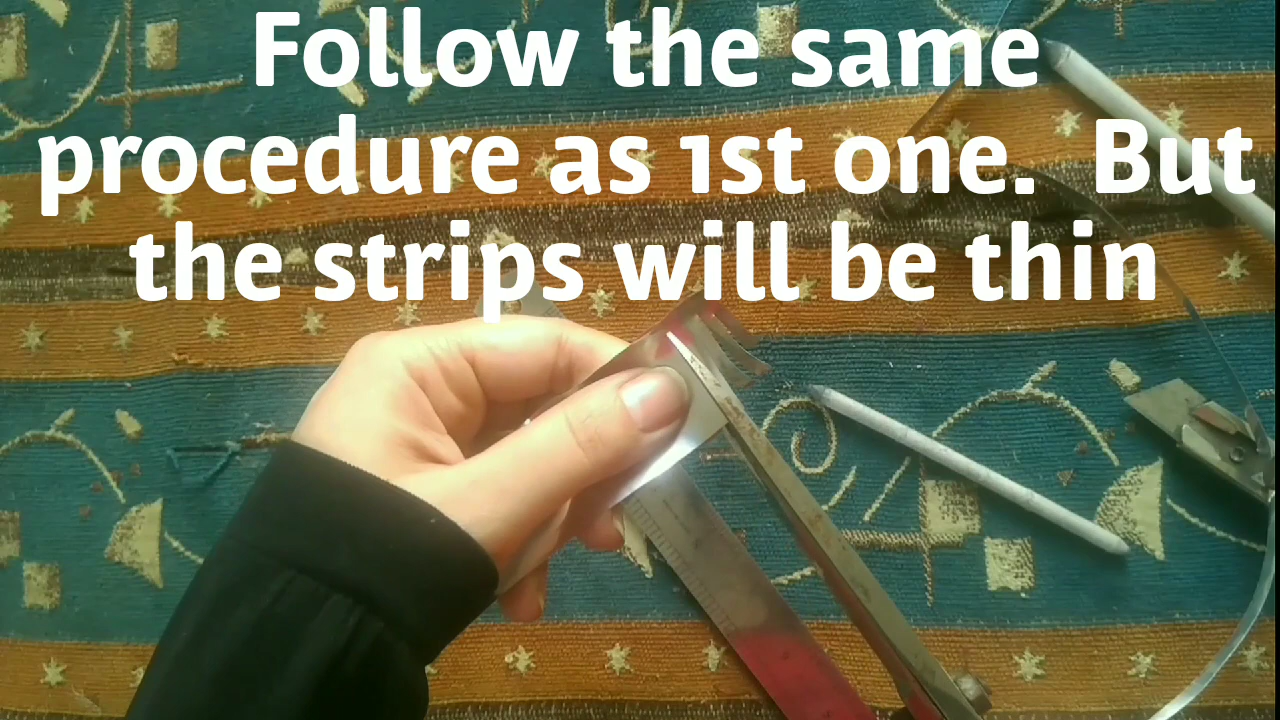 Follow the same
procedure as 1st one. But
the strips will be thin